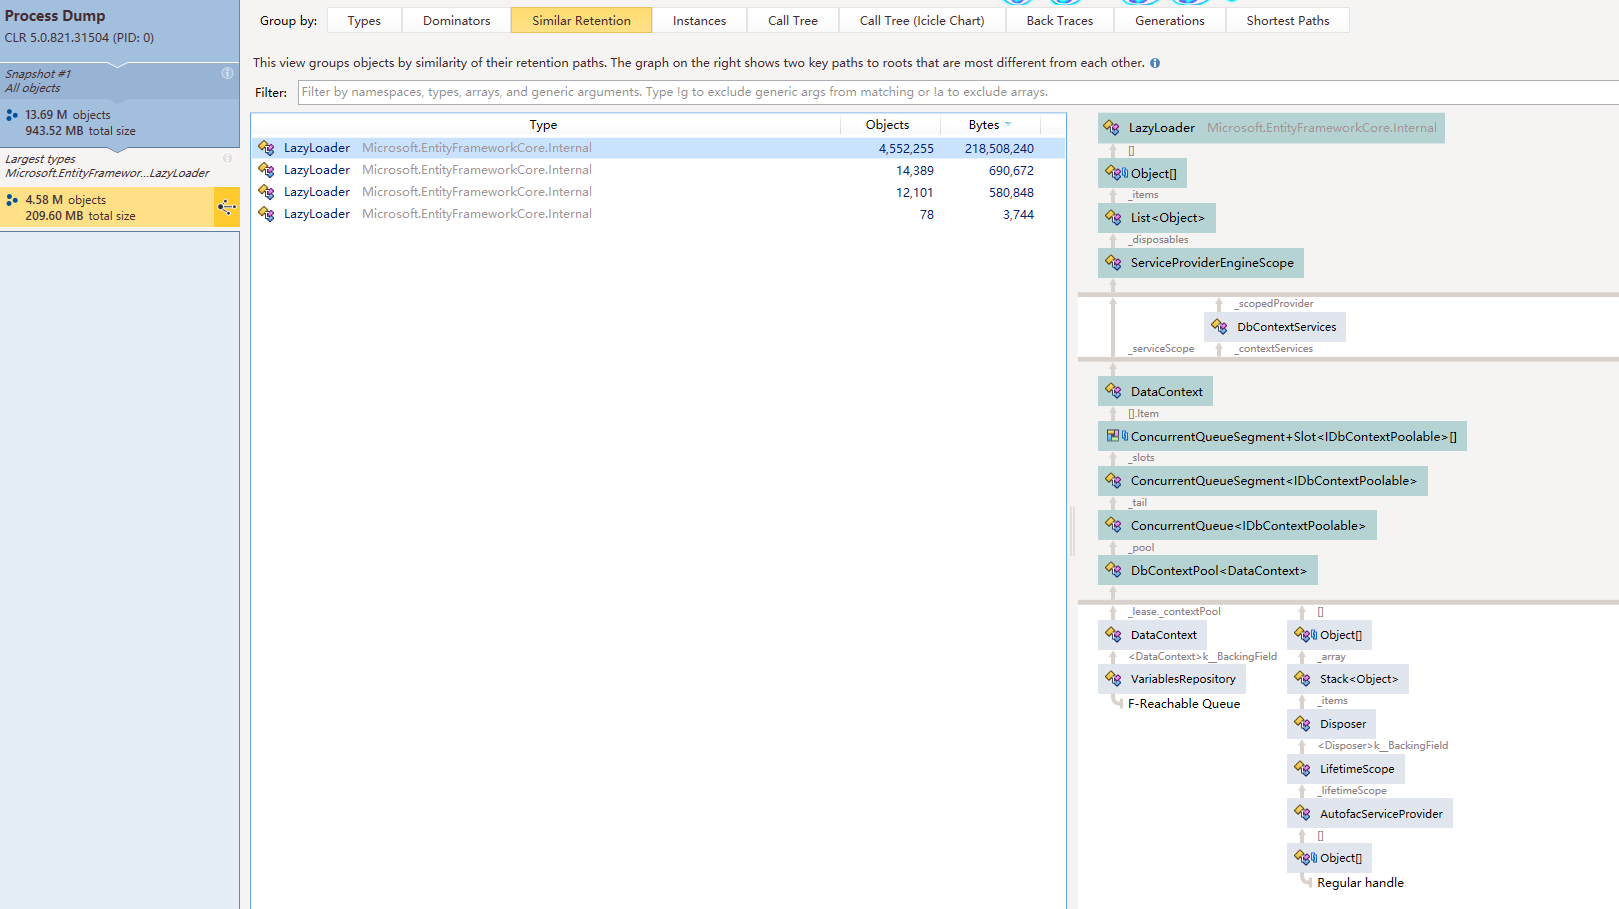 Process Dump
CLR 5.0.821.31504 (PID: 0)
Snapshot #1
All objects
13.69 M objects
943.52 MB total size
Largest types
Microsoft.EntityFramewor...LazyLoader
4.58 M objects
209.60 MB total size
Group by: Types Dominators Similar Retention Instances Call Tree Call Tree (Icicle Chart) Back Traces Generations Shortest Paths
This view groups objects by similarity of their retention paths. The graph on the right shows two key paths to roots that are most different from each other.
Filter: Filter by namespaces, types, arrays, and generic arguments. Type !g to exclude generic args from matching or !a to exclude arrays.
Type Objects Bytes
LazyLoader Microsoft.EntityFrameworkCore.Internal 4,552,255 218,508,240
LazyLoader Microsoft.EntityFrameworkCore.Internal 14,389 690,672
LazyLoader Microsoft.EntityFrameworkCore.Internal 12,101 580,848
LazyLoader Microsoft.EntityFrameworkCore.Internal 78 3,744
LazyLoader Microsoft.EntityFrameworkCore.Internal
[]
Object[]
_items
List<Object>
_disposables
ServiceProviderEngineScope
_scopedProvider
DbContextServices
_serviceScope _contextServices
DataContext
[].Item
ConcurrentQueueSegment+Slot<IDbContextPoolable>[]
_slots
ConcurrentQueueSegment<IDbContextPoolable>
_tail
ConcurrentQueue<IDbContextPoolable>
_pool
DbContextPool<DataContext>
_lease._contextPool
DataContext
<DataContext>k__BackingField
VariablesRepository
F-Reachable Queue
[]
Object[]
_array
Stack<Object>
_items
Disposer
<Disposer>k__BackingField
LifetimeScope
_lifetimeScope
AutofacServiceProvider
[]
Object[]
Regular handle